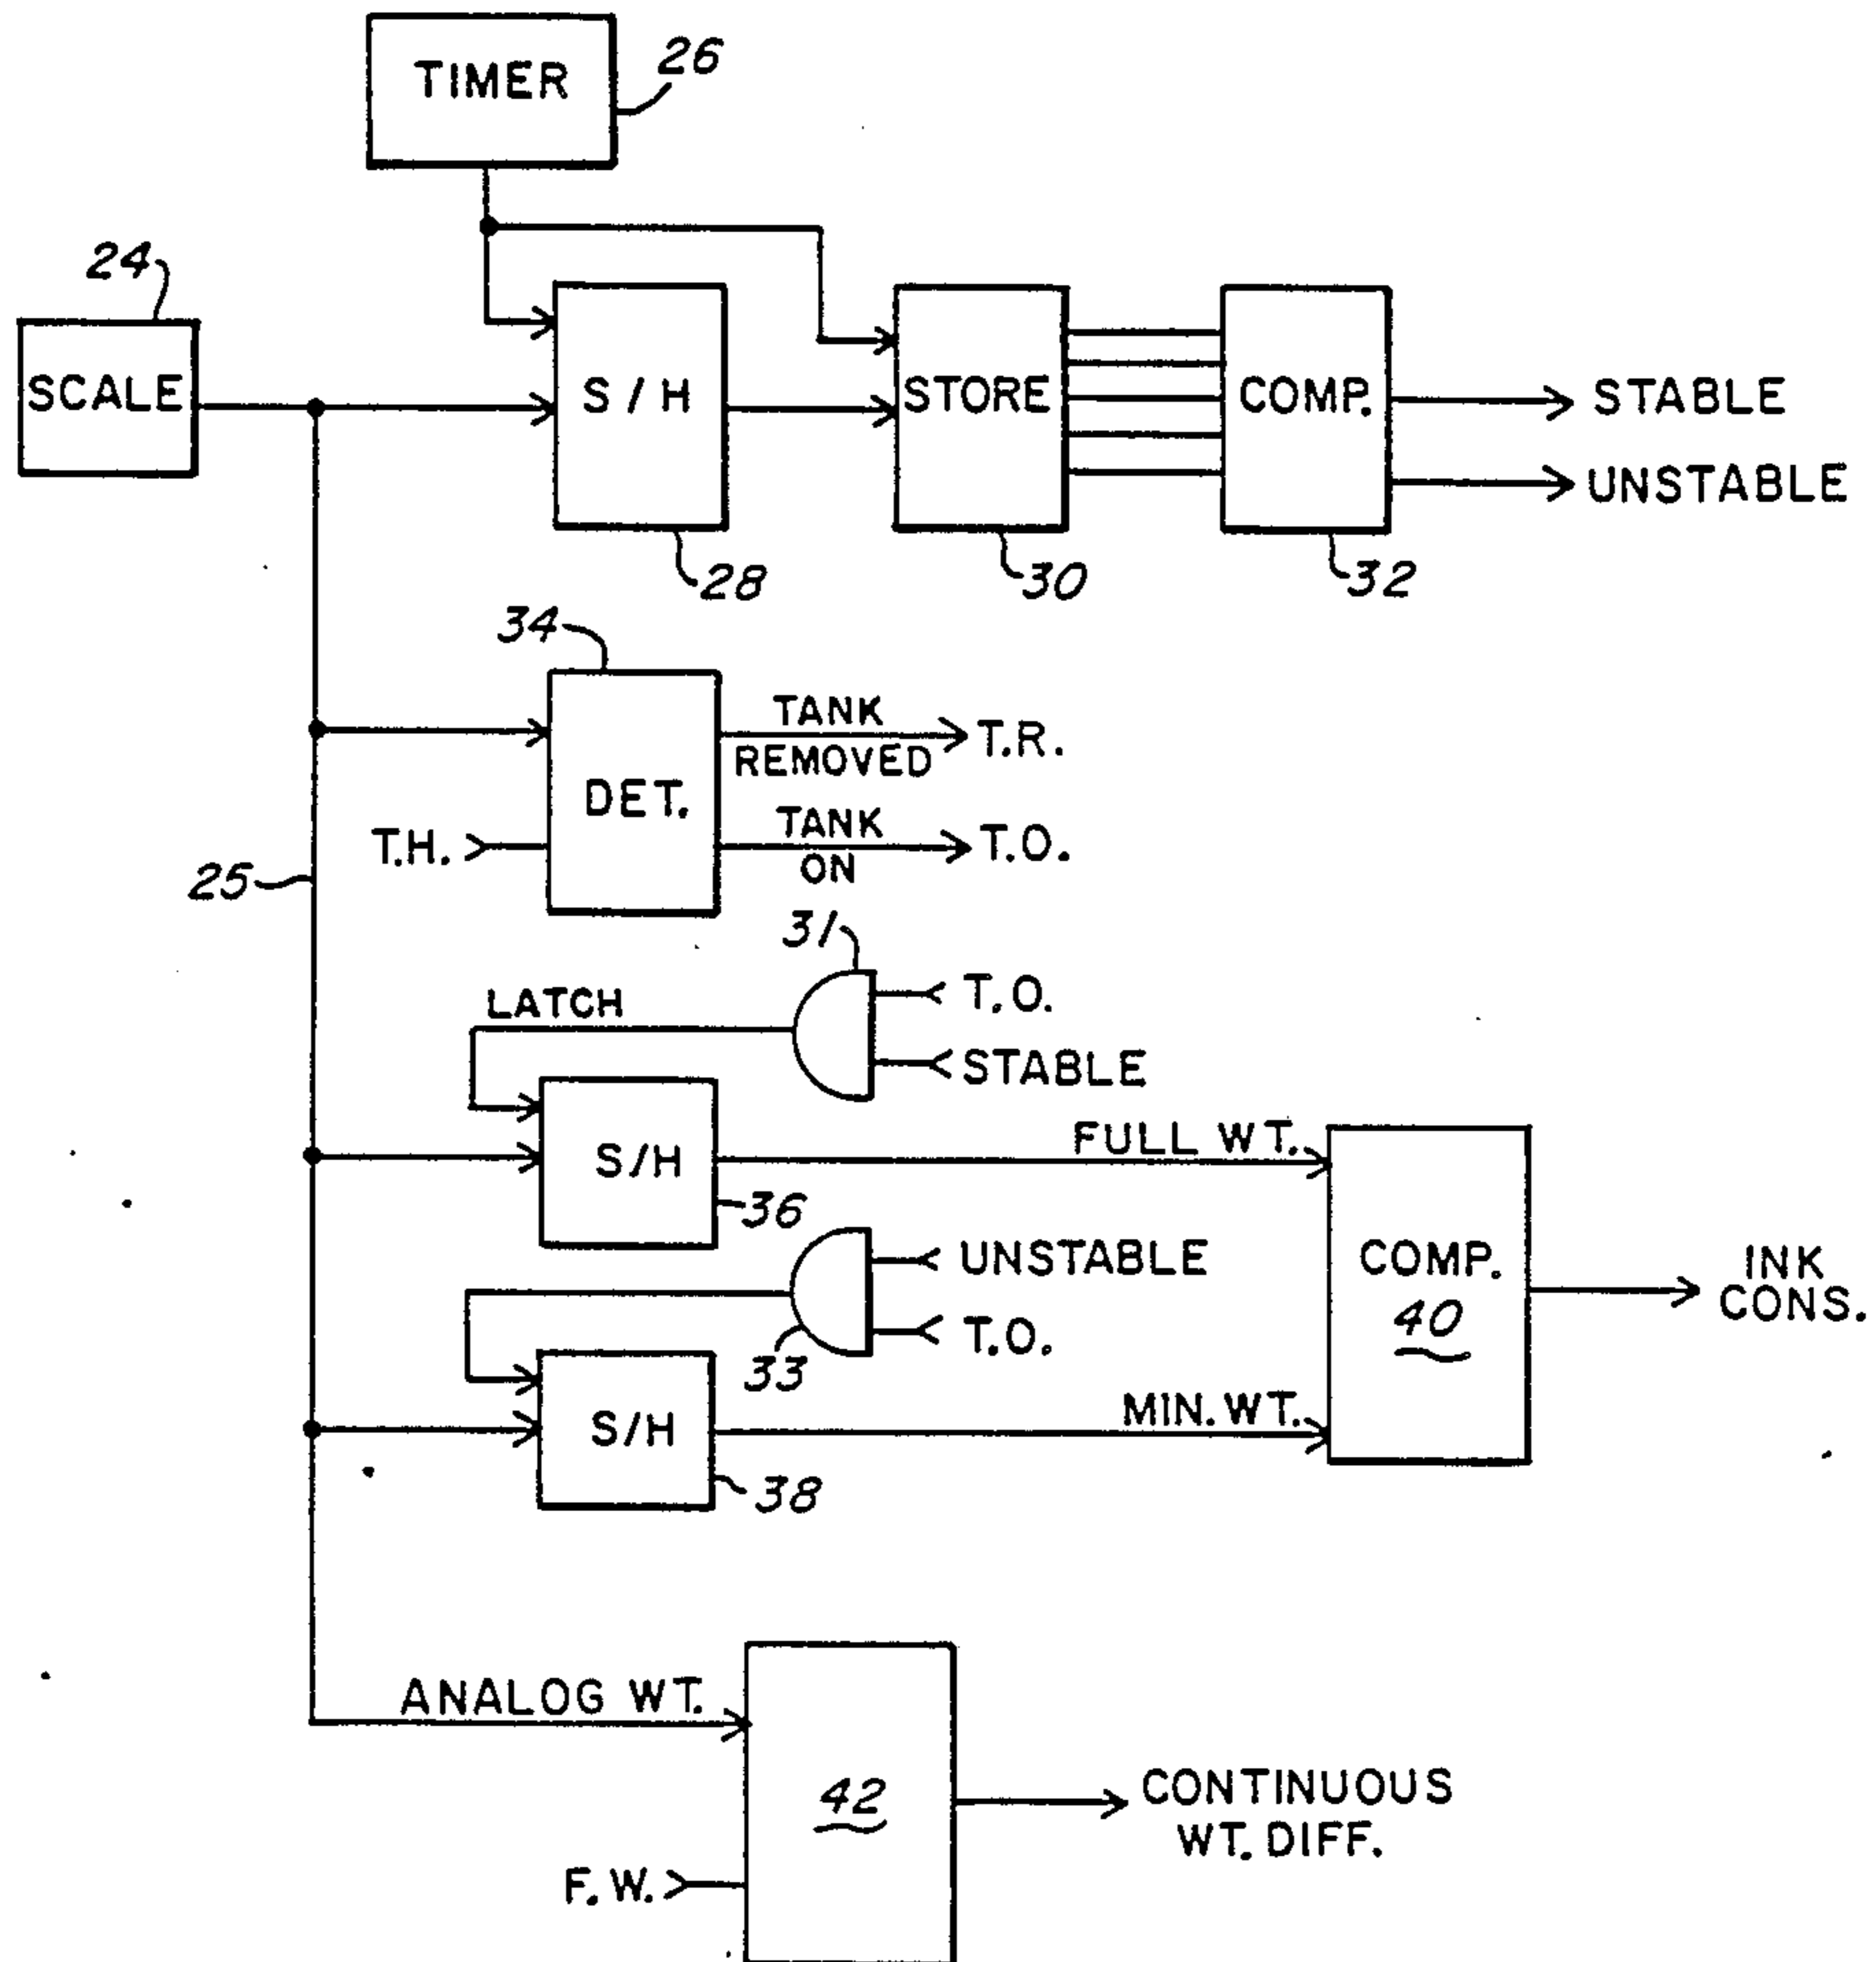 TIMER
26
24
SCALE
S / H
STORE
COMP.
STABLE
UNSTABLE
28
30
32
34
TANK
REMOVED
T.R.
DET.
TANK
ON
T.O.
T.H.
25
31
LATCH
T.O.
STABLE
S/H
FULL WT.
36
UNSTABLE
T.O.
33
COMP.
40
INK
CONS.
S/H
MIN. WT.
38
ANALOG WT.
42
CONTINUOUS
WT. DIFF.
F.W.